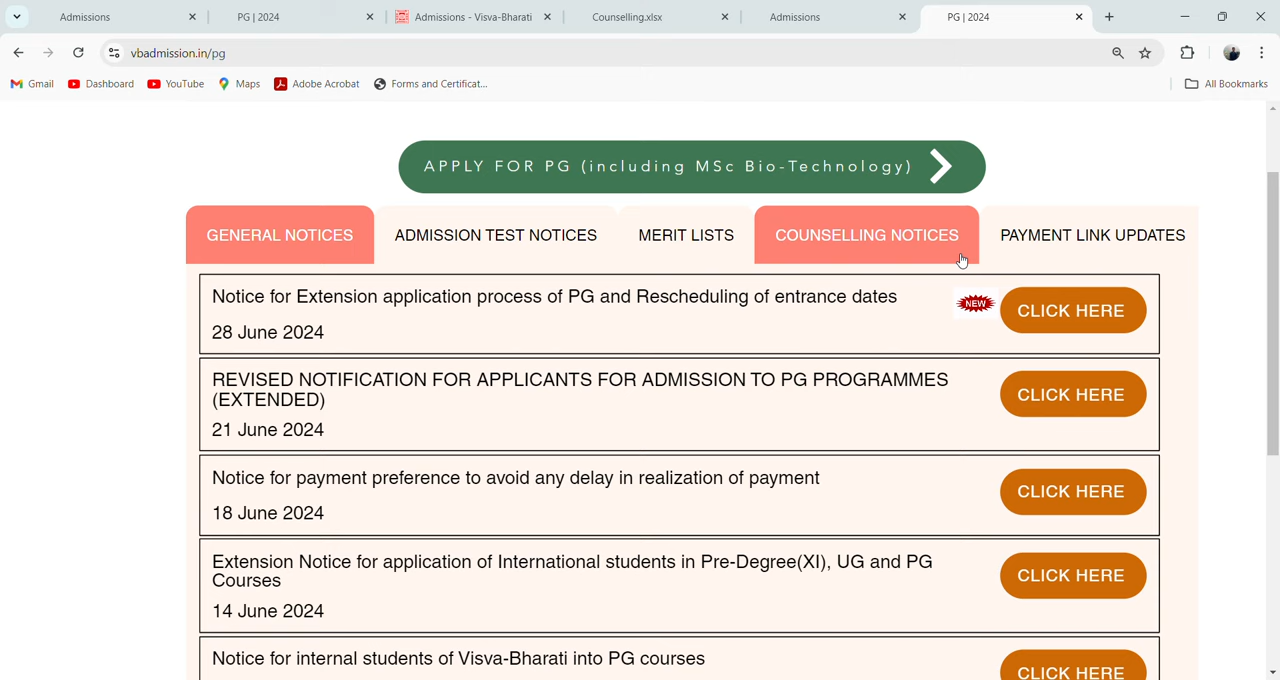 Admissions
PG | 2024
Admissions - Visva-Bharati
Counselling.xlsx
Admissions
PG | 2024
vbadmission.in/pg
Gmail
Dashboard
YouTube
Maps
Adobe Acrobat
Forms and Certificat...
All Bookmarks
APPLY FOR PG (including MSc Bio-Technology)
GENERAL NOTICES
ADMISSION TEST NOTICES
MERIT LISTS
COUNSELLING NOTICES
PAYMENT LINK UPDATES
Notice for Extension application process of PG and Rescheduling of entrance dates
NEW
CLICK HERE
28 June 2024
REVISED NOTIFICATION FOR APPLICANTS FOR ADMISSION TO PG PROGRAMMES
(EXTENDED)
CLICK HERE
21 June 2024
Notice for payment preference to avoid any delay in realization of payment
CLICK HERE
18 June 2024
Extension Notice for application of International students in Pre-Degree(XI), UG and PG
Courses
CLICK HERE
14 June 2024
Notice for internal students of Visva-Bharati into PG courses
CLICK HERE